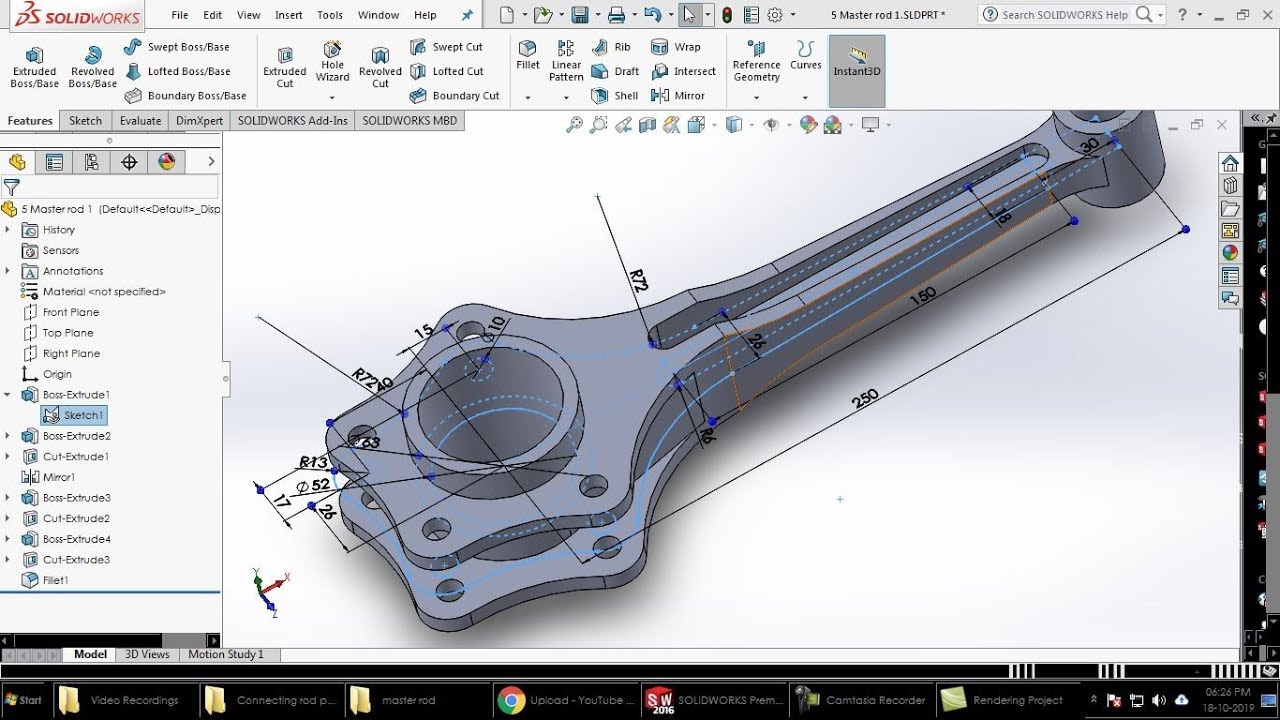 SOLIDWORKS File Edit View Insert Tools Window Help 5 Master rod 1.SLDPRT * Search SOLIDWORKS Help ?
Extruded Boss/Base
Revolved Boss/Base
Swept Boss/Base
Lofted Boss/Base
Boundary Boss/Base
Extruded Cut
Hole Wizard
Revolved Cut
Swept Cut
Lofted Cut
Boundary Cut
Fillet
Linear Pattern
Rib
Draft
Shell
Wrap
Intersect
Mirror
Reference Geometry
Curves
Instant3D
Features Sketch Evaluate DimXpert SOLIDWORKS Add-Ins SOLIDWORKS MBD
5 Master rod 1 (Default<<Default>_Disp
History
Sensors
Annotations
Material <not specified>
Front Plane
Top Plane
Right Plane
Origin
Boss-Extrude1
Sketch1
Boss-Extrude2
Cut-Extrude1
Mirror1
Boss-Extrude3
Cut-Extrude2
Boss-Extrude4
Cut-Extrude3
Fillet1
30
18
R72
150
15
Ø10
26
R72
250
R6
R13
Ø52
17
26
Y
X
Z
Model 3D Views Motion Study 1
Start Video Recordings Connecting rod p... master rod Upload - YouTube ... SW 2016 SOLIDWORKS Prem... Camtasia Recorder Rendering Project 06:26 PM
18-10-2019